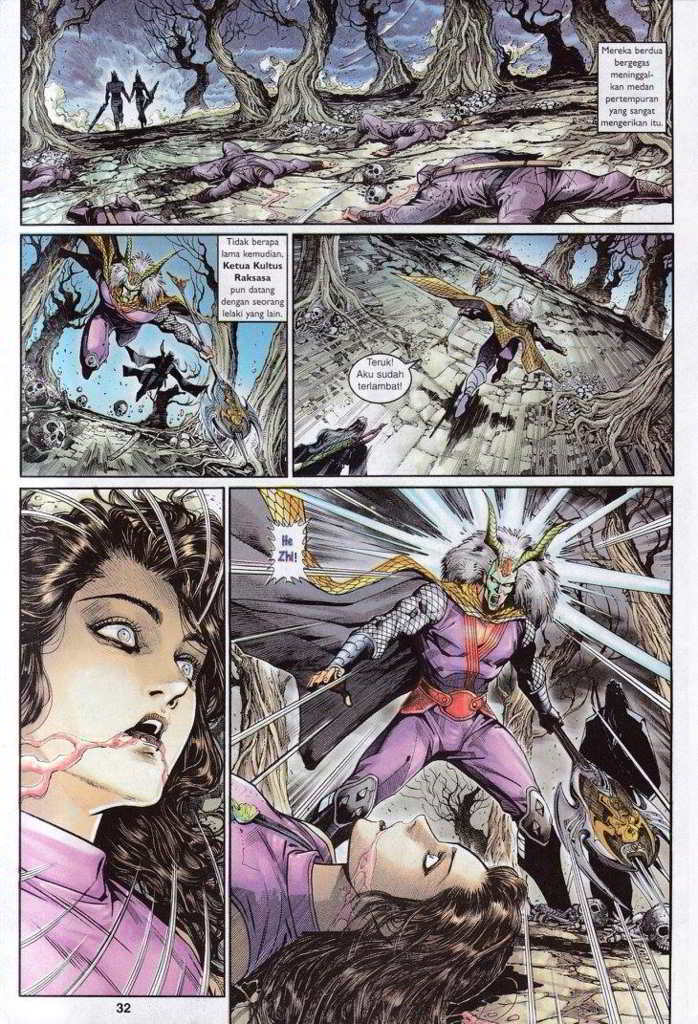 Mereka berdua
bergegas
meninggal-
kan medan
pertempuran
yang sangat
mengerikan itu.
Tidak berapa
lama kemudian,
Ketua Kultus
Raksasa
pun datang
dengan seorang
lelaki yang lain.
Teruk!
Aku sudah
terlambat!
He
Zhi!
32